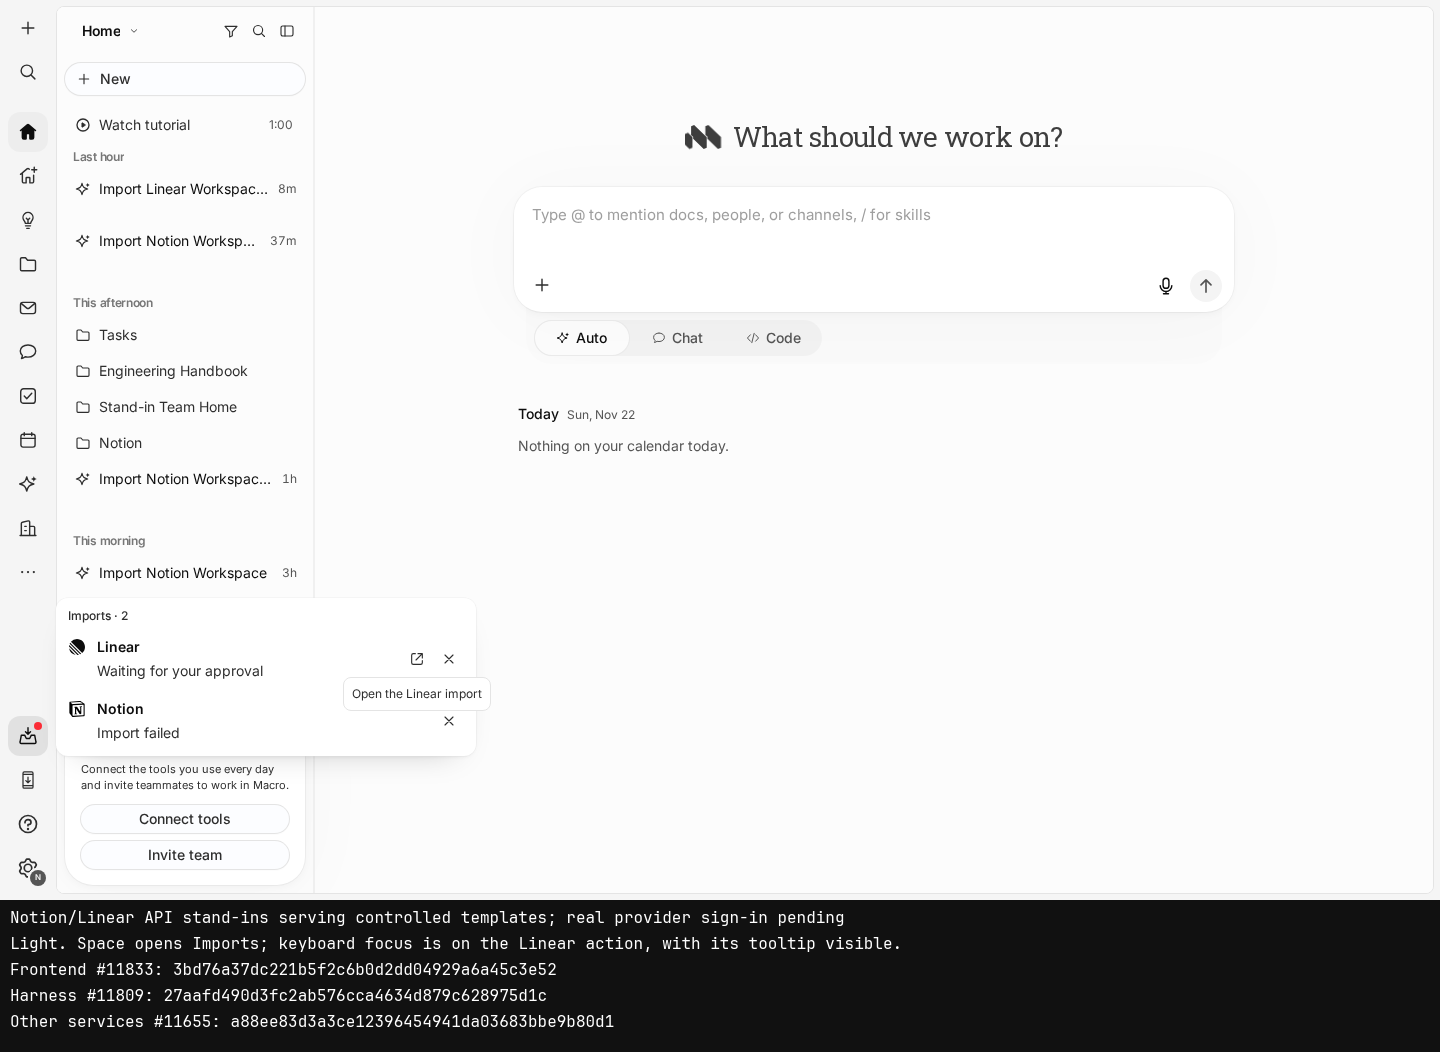 Home
New
Watch tutorial 1:00
Last hour
Import Linear Workspac... 8m
Import Notion Worksp... 37m
This afternoon
Tasks
Engineering Handbook
Stand-in Team Home
Notion
Import Notion Workspac... 1h
This morning
Import Notion Workspace 3h
Imports · 2
Linear
Waiting for your approval
Open the Linear import
Notion
Import failed
Connect the tools you use every day
and invite teammates to work in Macro.
Connect tools
Invite team
N
What should we work on?
Type @ to mention docs, people, or channels, / for skills
Auto Chat Code
Today Sun, Nov 22
Nothing on your calendar today.
Notion/Linear API stand-ins serving controlled templates; real provider sign-in pending
Light. Space opens Imports; keyboard focus is on the Linear action, with its tooltip visible.
Frontend #11833: 3bd76a37dc221b5f2c6b0d2dd04929a6a45c3e52
Harness #11809: 27aafd490d3fc2ab576cca4634d879c628975d1c
Other services #11655: a88ee83d3a3ce12396454941da03683bbe9b80d1